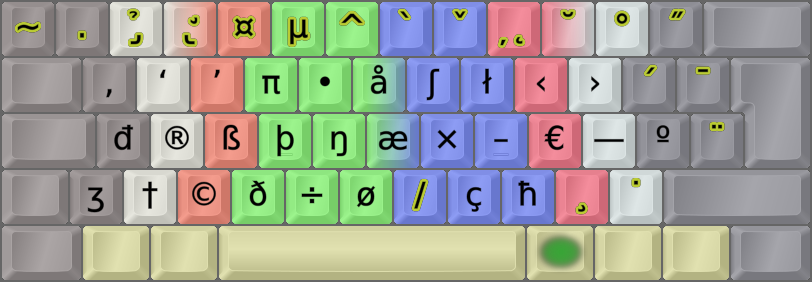 ~ . ̉ ̡ ̛ ̨ ¤ µ ^ ` ˇ ‚ ˛ ˘ ° ˝
‚ ‘ ’ π • å ∫ ł ‹ › ´ ¯
đ ® ß þ ŋ æ × – € — º ¨
ʒ † © ð ÷ ø / ç ħ ˛ ˙